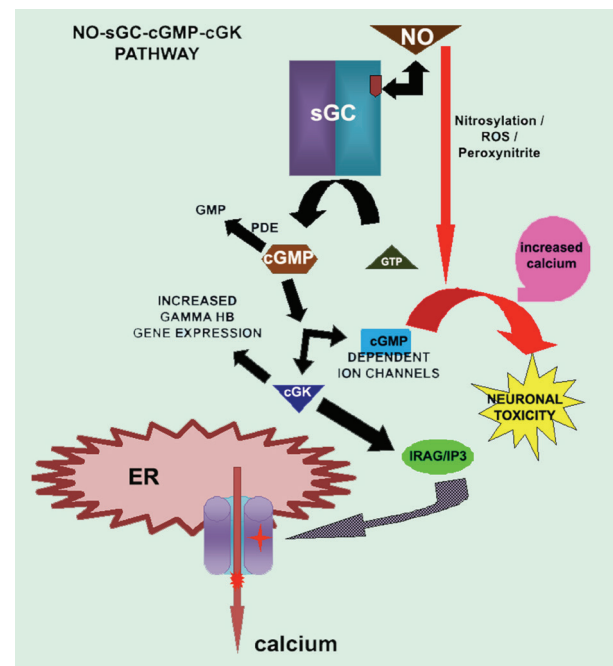 NO-sGC-cGMP-cGK
PATHWAY
NO
sGC
Nitrosylation /
ROS /
Peroxynitrite
GMP
PDE
cGMP
GTP
increased
calcium
INCREASED
GAMMA HB
GENE EXPRESSION
cGMP
DEPENDENT
ION CHANNELS
cGK
NEURONAL
TOXICITY
IRAG/IP3
ER
calcium